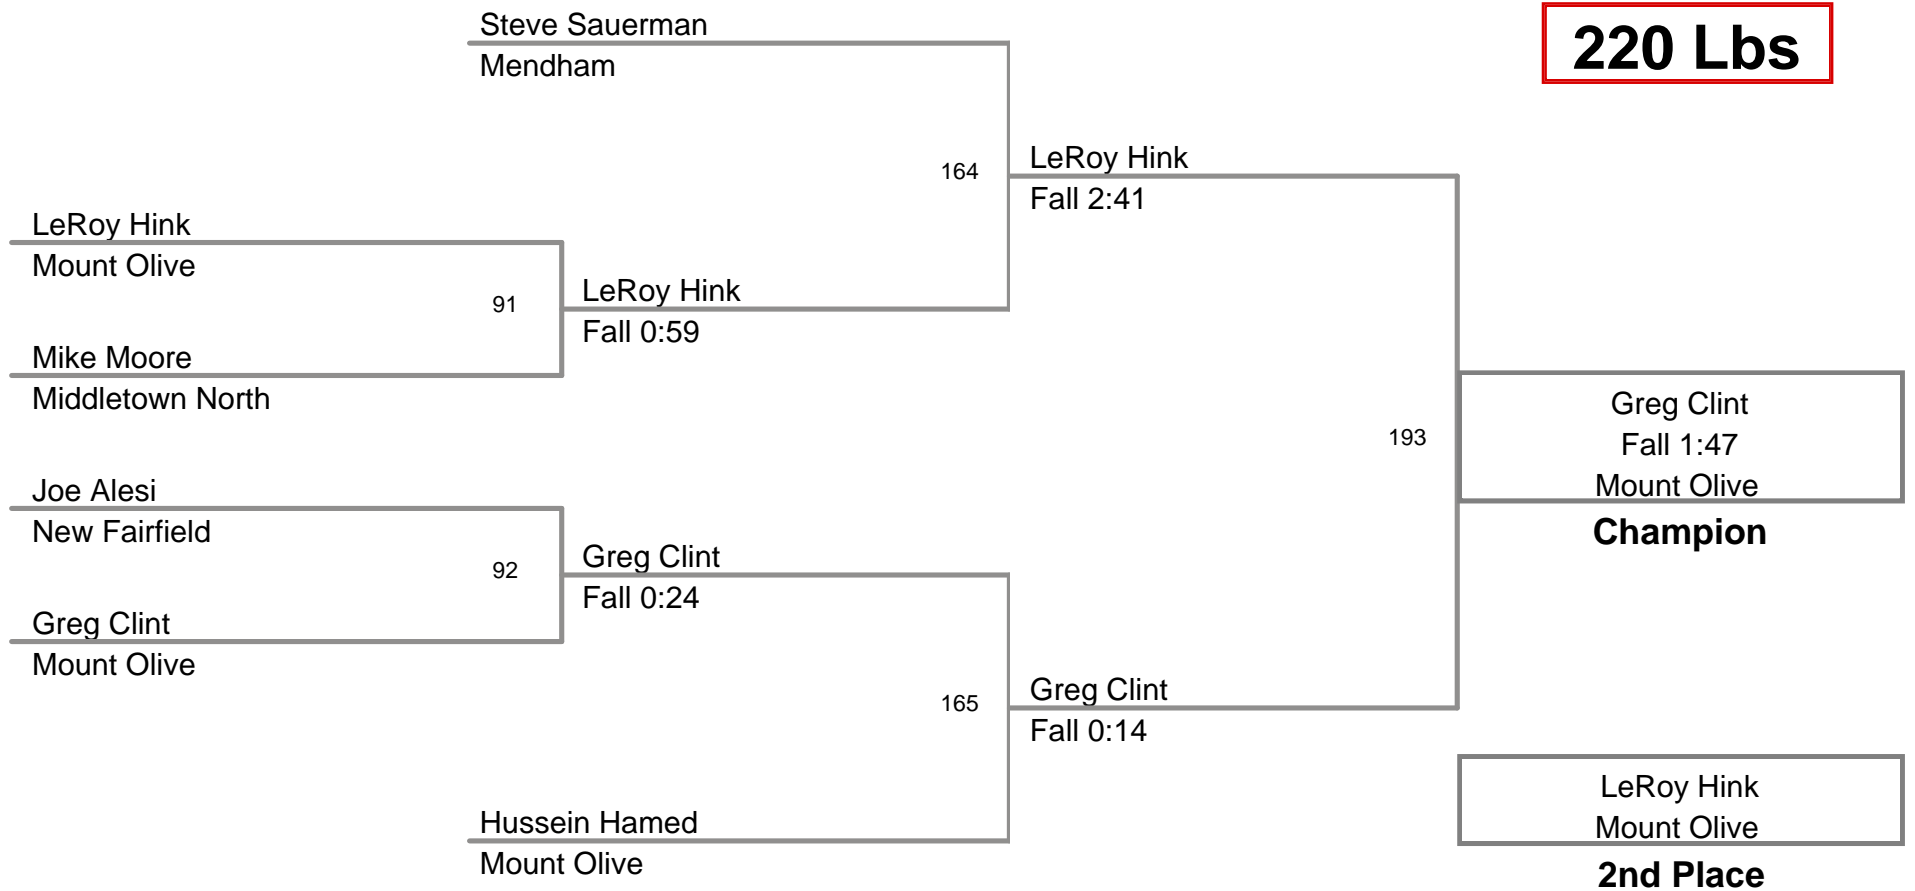 Steve Sauerman
Mendham
220 Lbs
164
LeRoy Hink
Fall 2:41
LeRoy Hink
Mount Olive
91
LeRoy Hink
Fall 0:59
Mike Moore
Middletown North
193
Greg Clint
Fall 1:47
Mount Olive
Champion
Joe Alesi
New Fairfield
92
Greg Clint
Fall 0:24
Greg Clint
Mount Olive
165
Greg Clint
Fall 0:14
Hussein Hamed
Mount Olive
LeRoy Hink
Mount Olive
2nd Place